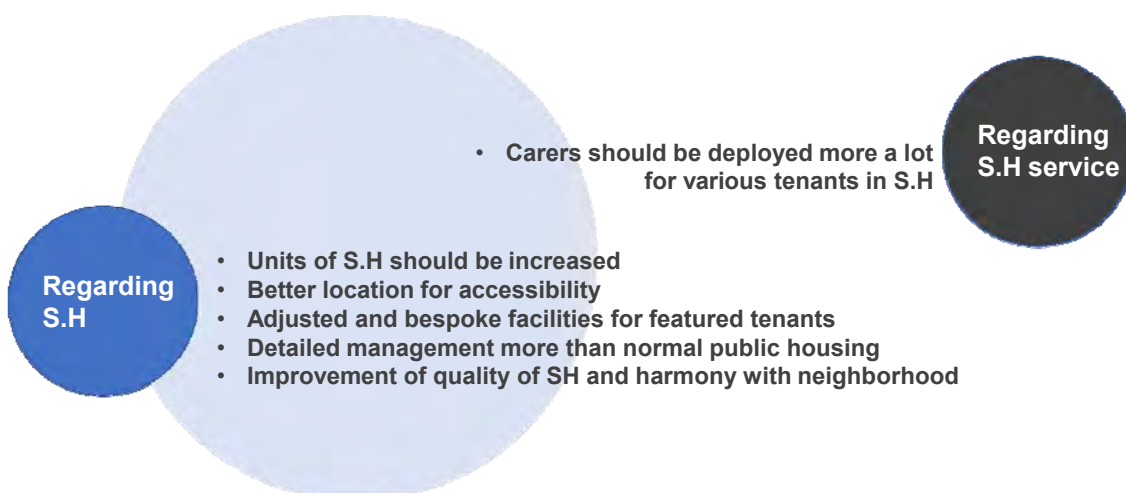 Regarding
S.H service
• Carers should be deployed more a lot
for various tenants in S.H
Regarding
S.H
• Units of S.H should be increased
• Better location for accessibility
• Adjusted and bespoke facilities for featured tenants
• Detailed management more than normal public housing
• Improvement of quality of SH and harmony with neighborhood